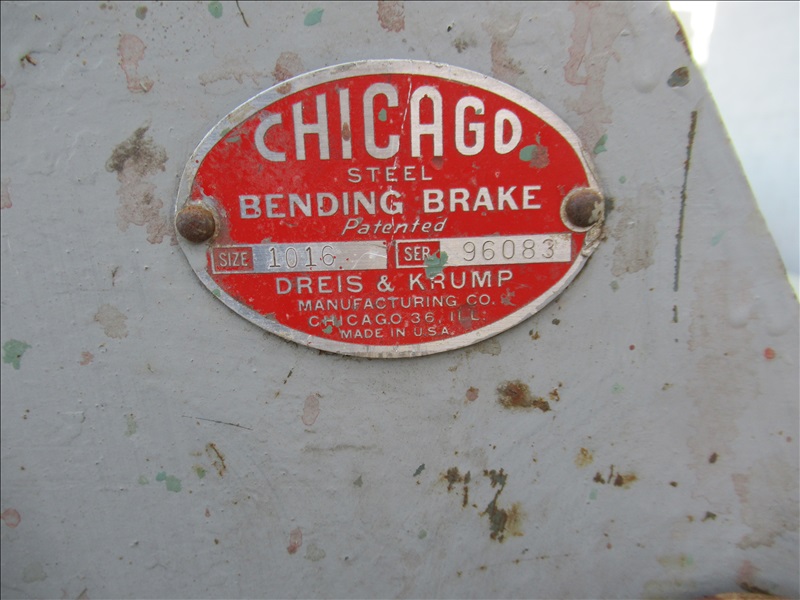 CHICAGO
STEEL
BENDING BRAKE
Patented
SIZE 1016 SER. 96083
DREIS & KRUMP
MANUFACTURING CO.
CHICAGO 36, ILL.
MADE IN U.S.A.